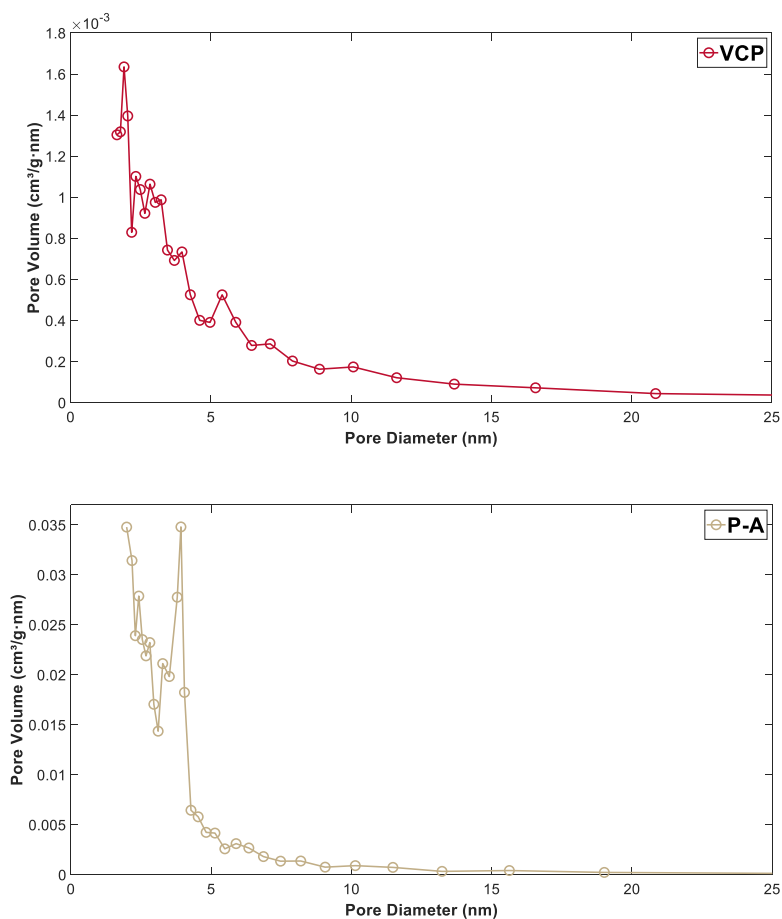 ×10⁻³
1.8
1.6
1.4
1.2
1
0.8
0.6
0.4
0.2
0
Pore Volume (cm³/g·nm)
VCP
0 5 10 15 20 25
Pore Diameter (nm)
0.035
0.03
0.025
0.02
0.015
0.01
0.005
0
Pore Volume (cm³/g·nm)
P-A
0 5 10 15 20 25
Pore Diameter (nm)